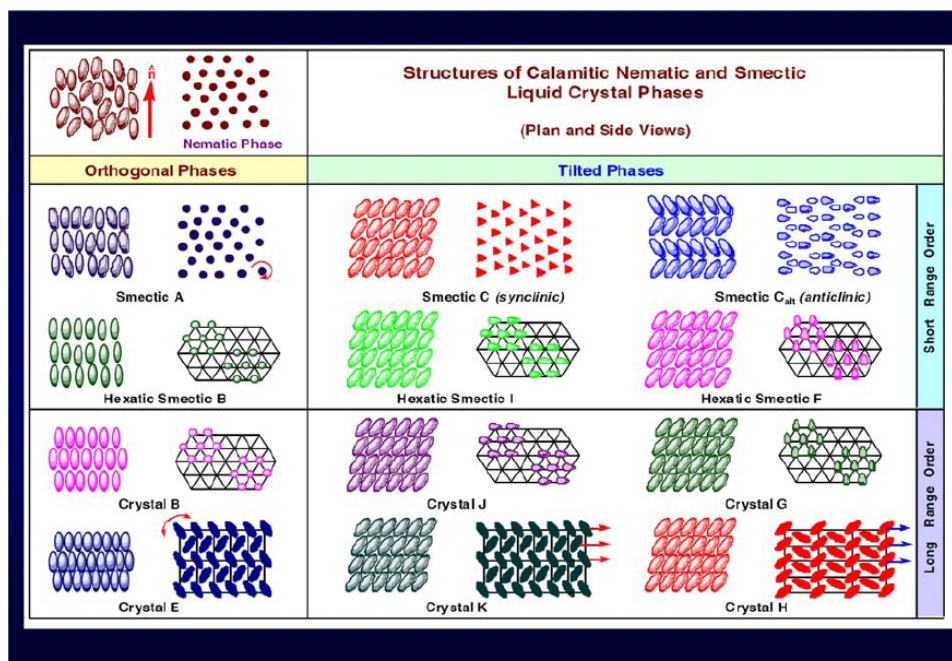 n̂
Nematic Phase
Structures of Calamitic Nematic and Smectic
Liquid Crystal Phases
(Plan and Side Views)
Orthogonal Phases
Tilted Phases
Smectic A
Smectic C (synclinic)
Smectic Calt (anticlinic)
Short Range Order
Hexatic Smectic B
Hexatic Smectic I
Hexatic Smectic F
Crystal B
Crystal J
Crystal G
Long Range Order
Crystal E
Crystal K
Crystal H